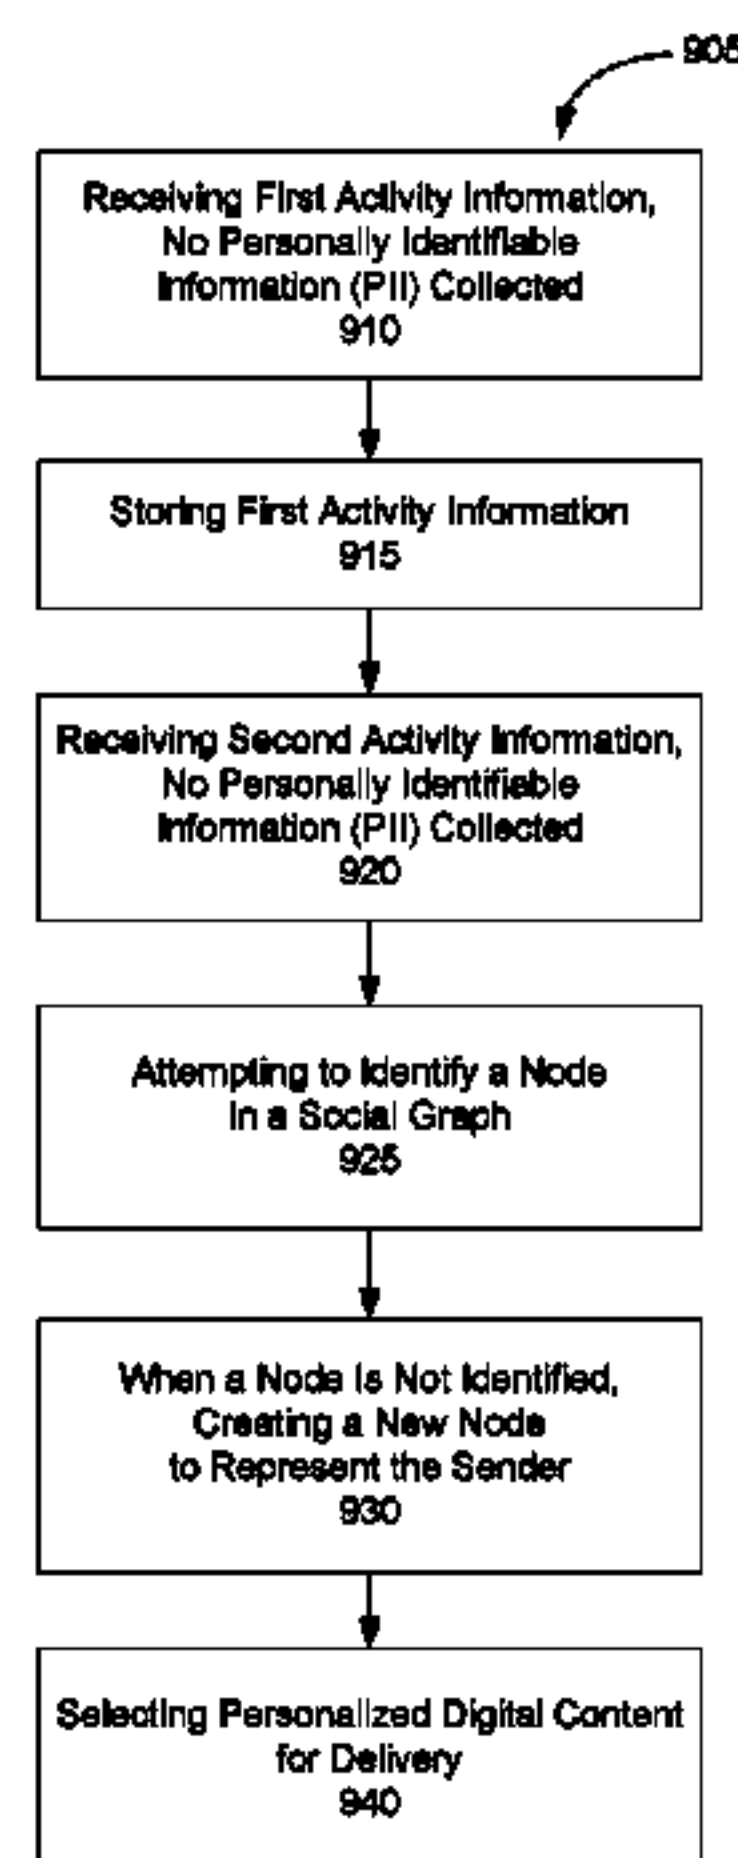 905
Receiving First Activity Information,
No Personally Identifiable
Information (PII) Collected
910
Storing First Activity Information
915
Receiving Second Activity Information,
No Personally Identifiable
Information (PII) Collected
920
Attempting to Identify a Node
in a Social Graph
925
When a Node Is Not Identified,
Creating a New Node
to Represent the Sender
930
Selecting Personalized Digital Content
for Delivery
940